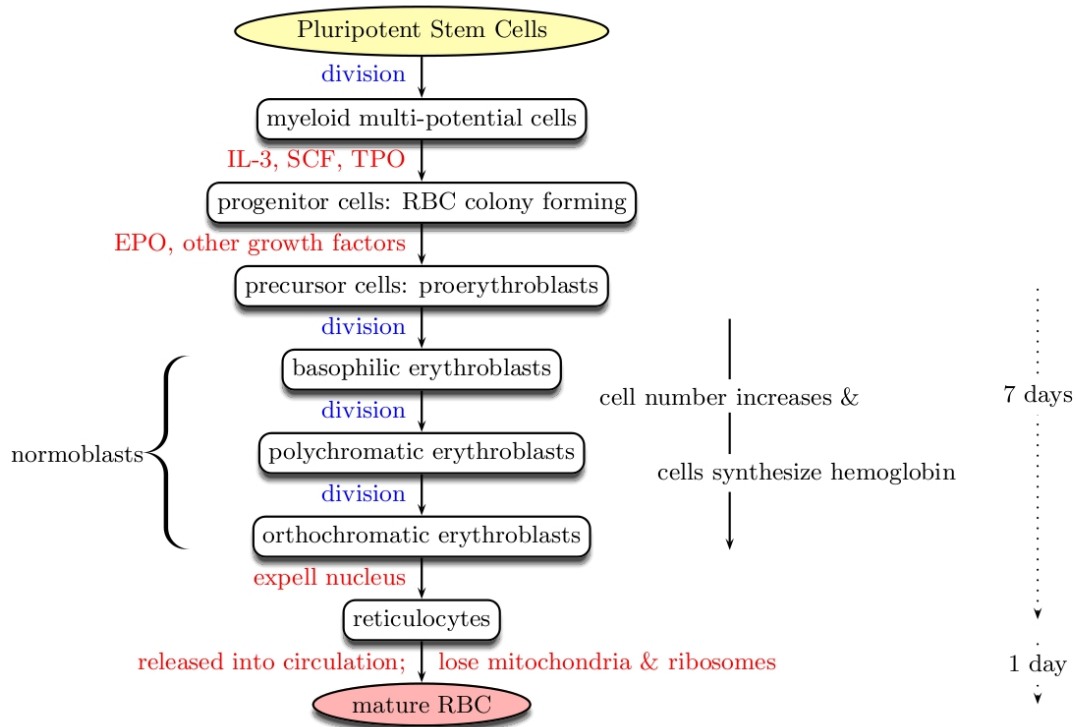 Pluripotent Stem Cells
division
myeloid multi-potential cells
IL-3, SCF, TPO
progenitor cells: RBC colony forming
EPO, other growth factors
precursor cells: proerythroblasts
division
basophilic erythroblasts
cell number increases &
7 days
division
normoblasts
polychromatic erythroblasts
cells synthesize hemoglobin
division
orthochromatic erythroblasts
expell nucleus
reticulocytes
released into circulation; lose mitochondria & ribosomes
1 day
mature RBC